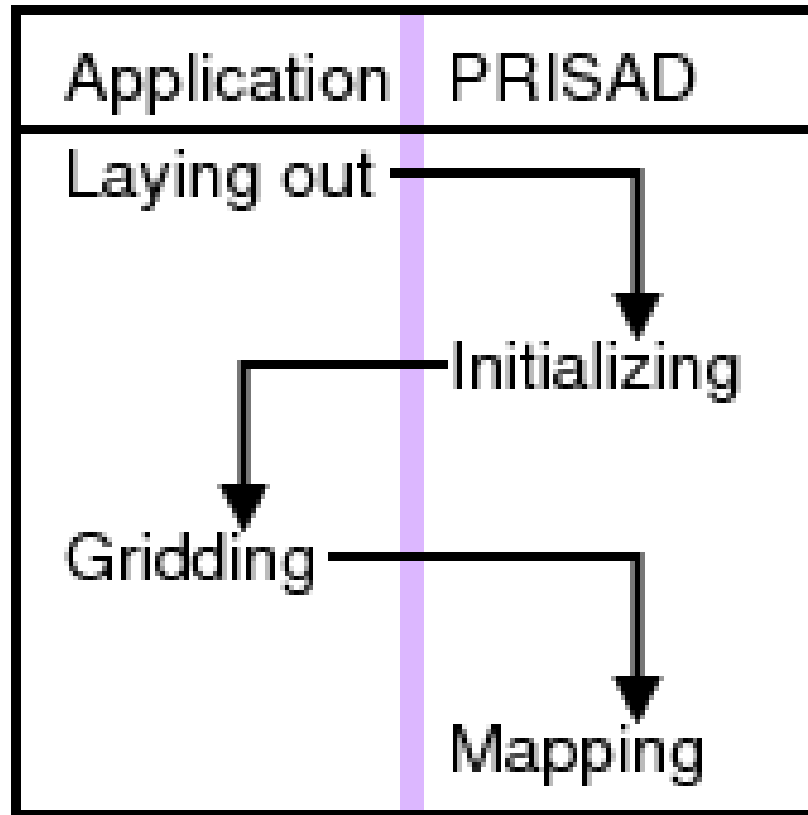 Application PRISAD
Laying out
Initializing
Gridding
Mapping